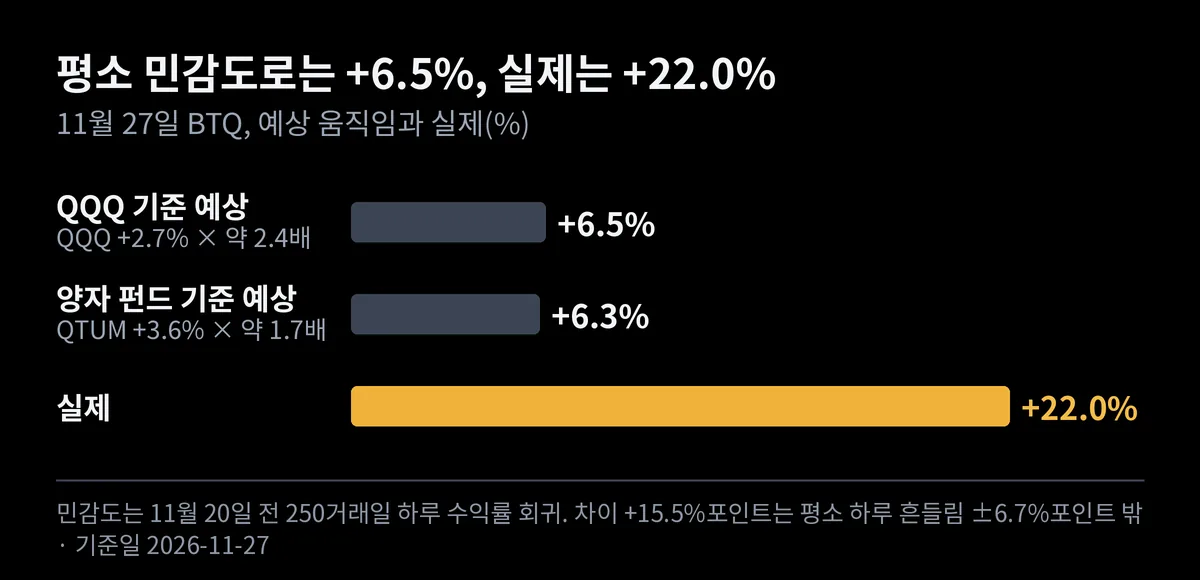 평소 민감도로는 +6.5%, 실제는 +22.0%
11월 27일 BTQ, 예상 움직임과 실제(%)
QQQ 기준 예상
QQQ +2.7% × 약 2.4배
+6.5%
양자 펀드 기준 예상
QTUM +3.6% × 약 1.7배
+6.3%
실제
+22.0%
민감도는 11월 20일 전 250거래일 하루 수익률 회귀. 차이 +15.5%포인트는 평소 하루 흔들림 ±6.7%포인트 밖
· 기준일 2026-11-27